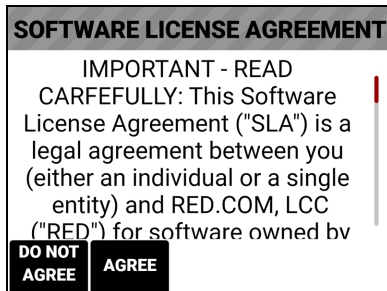 SOFTWARE LICENSE AGREEMENT
IMPORTANT - READ
CARFEFULLY: This Software
License Agreement ("SLA") is a
legal agreement between you
(either an individual or a single
entity) and RED.COM, LCC
("RED") for software owned by
DO NOT
AGREE
AGREE